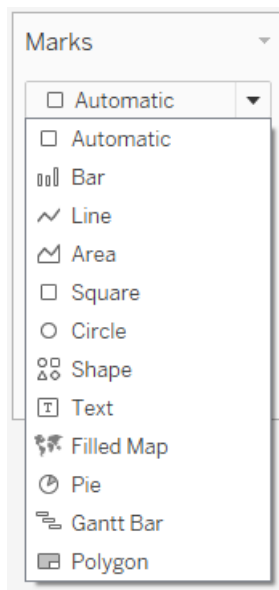 Marks
Automatic
Automatic
Bar
Line
Area
Square
Circle
Shape
T Text
Filled Map
Pie
Gantt Bar
Polygon